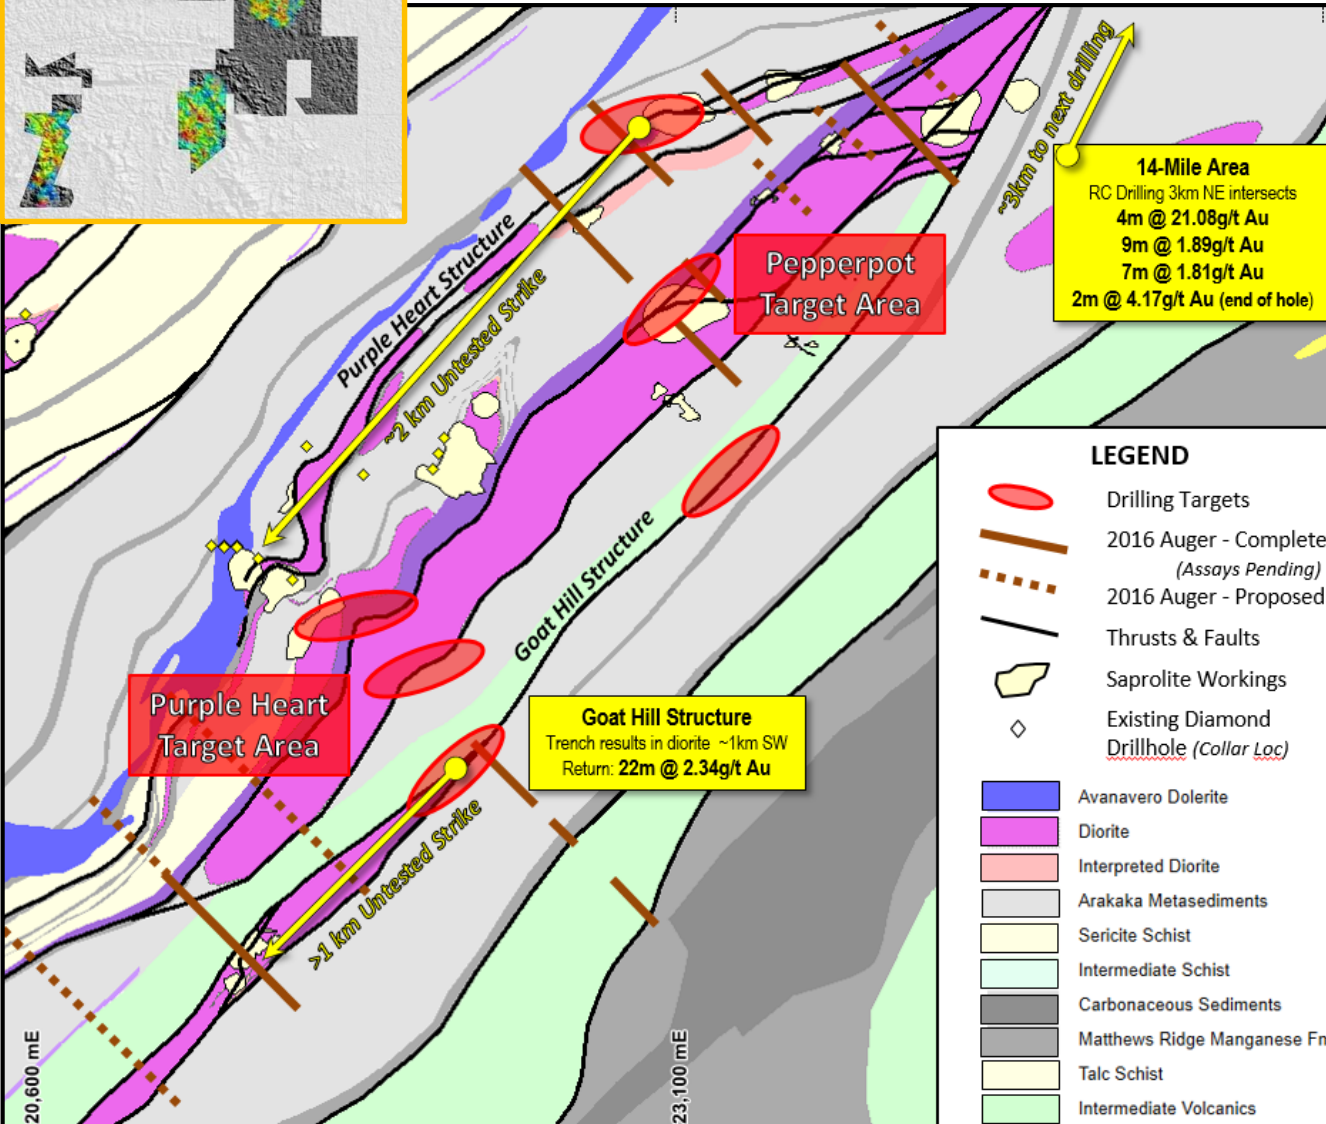 ~3km to next drilling
14-Mile Area
RC Drilling 3km NE intersects
4m @ 21.08g/t Au
9m @ 1.89g/t Au
7m @ 1.81g/t Au
2m @ 4.17g/t Au (end of hole)
Purple Heart Structure
~2 km Untested Strike
Pepperpot
Target Area
Goat Hill Structure
Purple Heart
Target Area
Goat Hill Structure
Trench results in diorite ~1km SW
Return: 22m @ 2.34g/t Au
>1 km Untested Strike
20,600 mE
23,100 mE
LEGEND
Drilling Targets
2016 Auger - Complete
(Assays Pending)
2016 Auger - Proposed
Thrusts & Faults
Saprolite Workings
Existing Diamond
Drillhole (Collar Loc)
Avanavero Dolerite
Diorite
Interpreted Diorite
Arakaka Metasediments
Sericite Schist
Intermediate Schist
Carbonaceous Sediments
Matthews Ridge Manganese Fm
Talc Schist
Intermediate Volcanics